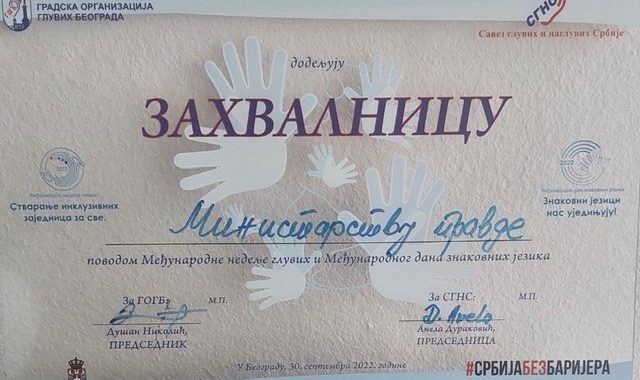 ГРАДСКА ОРГАНИЗАЦИЈА
ГЛУВИХ БЕОГРАДА
СГНС
Савез глувих и наглувих Србије
додељују
ЗАХВАЛНИЦУ
2022
Стварање инклузивних
заједница за све.
Знаковни језици
нас уједињују!
Министарству правде
поводом Међународне недеље глувих и Међународног дана знаковних језика
За ГОГБ:
М.П.
Душан Николић,
ПРЕДСЕДНИК
За СГНС:
М.П.
Анела Дураковић,
ПРЕДСЕДНИЦА
У Београду, 30. септембра 2022. године
#СРБИЈАБЕЗБАРИЈЕРА